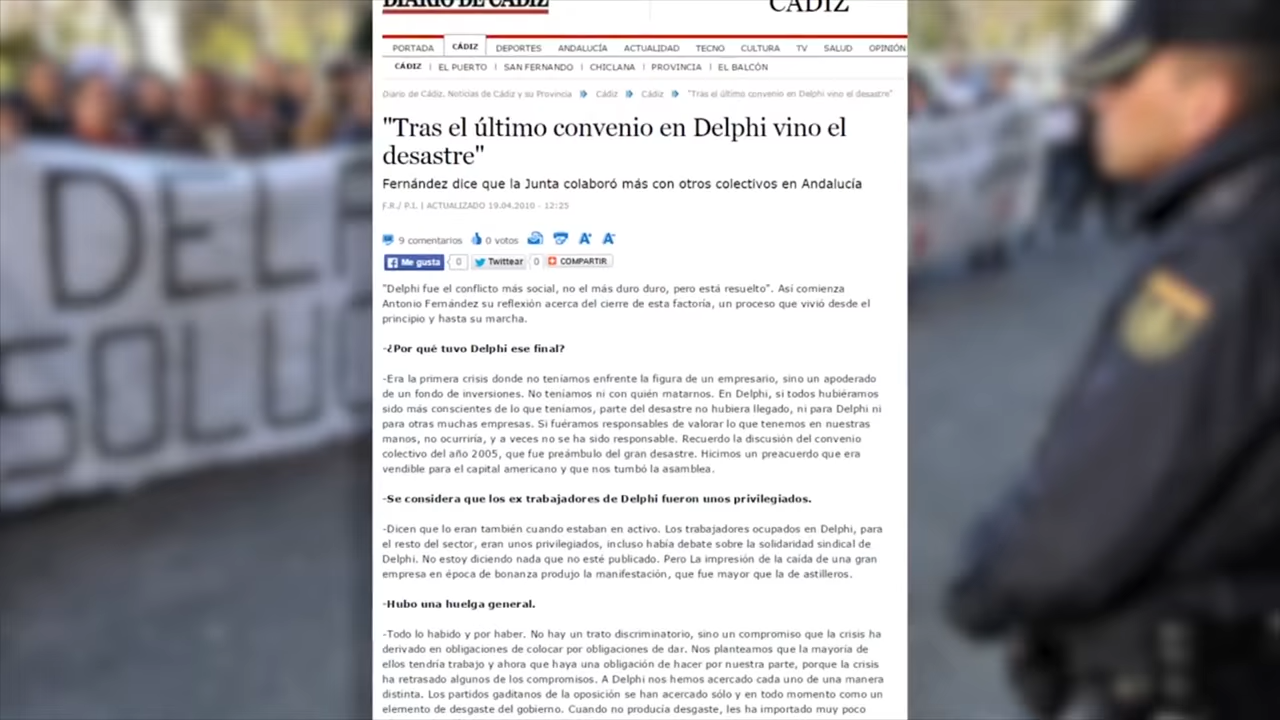 DIARIO DE CÁDIZ
CÁDIZ
PORTADA CÁDIZ DEPORTES ANDALUCÍA ACTUALIDAD TECNO CULTURA TV SALUD OPINIÓN
CÁDIZ | EL PUERTO | SAN FERNANDO | CHICLANA | PROVINCIA | EL BALCÓN
Diario de Cádiz, Noticias de Cádiz y su Provincia Cádiz Cádiz "Tras el último convenio en Delphi vino el desastre"
"Tras el último convenio en Delphi vino el
desastre"
Fernández dice que la Junta colaboró más con otros colectivos en Andalucía
F.R./ P.I. | ACTUALIZADO 19.04.2010 - 12:25
9 comentarios 0 votos A+ A-
Me gusta 0 Twittear 0 COMPARTIR
"Delphi fue el conflicto más social, no el más duro duro, pero está resuelto". Así comienza
Antonio Fernández su reflexión acerca del cierre de esta factoría, un proceso que vivió desde el
principio y hasta su marcha.
-¿Por qué tuvo Delphi ese final?
-Era la primera crisis donde no teníamos enfrente la figura de un empresario, sino un apoderado
de un fondo de inversiones. No teníamos ni con quién matarnos. En Delphi, si todos hubiéramos
sido más conscientes de lo que teníamos, parte del desastre no hubiera llegado, ni para Delphi ni
para otras muchas empresas. Si fuéramos responsables de valorar lo que tenemos en nuestras
manos, no ocurriría, y a veces no se ha sido responsable. Recuerdo la discusión del convenio
colectivo del año 2005, que fue preámbulo del gran desastre. Hicimos un preacuerdo que era
vendible para el capital americano y que nos tumbó la asamblea.
-Se considera que los ex trabajadores de Delphi fueron unos privilegiados.
-Dicen que lo eran también cuando estaban en activo. Los trabajadores ocupados en Delphi, para
el resto del sector, eran unos privilegiados, incluso había debate sobre la solidaridad sindical de
Delphi. No estoy diciendo nada que no esté publicado. Pero La impresión de la caída de una gran
empresa en época de bonanza produjo la manifestación, que fue mayor que la de astilleros.
-Hubo una huelga general.
-Todo lo habido y por haber. No hay un trato discriminatorio, sino un compromiso que la crisis ha
derivado en obligaciones de colocar por obligaciones de dar. Nos planteamos que la mayoría de
ellos tendría trabajo y ahora que haya una obligación de hacer por nuestra parte, porque la crisis
ha retrasado algunos de los compromisos. A Delphi nos hemos acercado cada uno de una manera
distinta. Los partidos gaditanos de la oposición se han acercado sólo y en todo momento como un
elemento de desgaste del gobierno. Cuando no producía desgaste, les ha importado muy poco
DELP
SOLUC